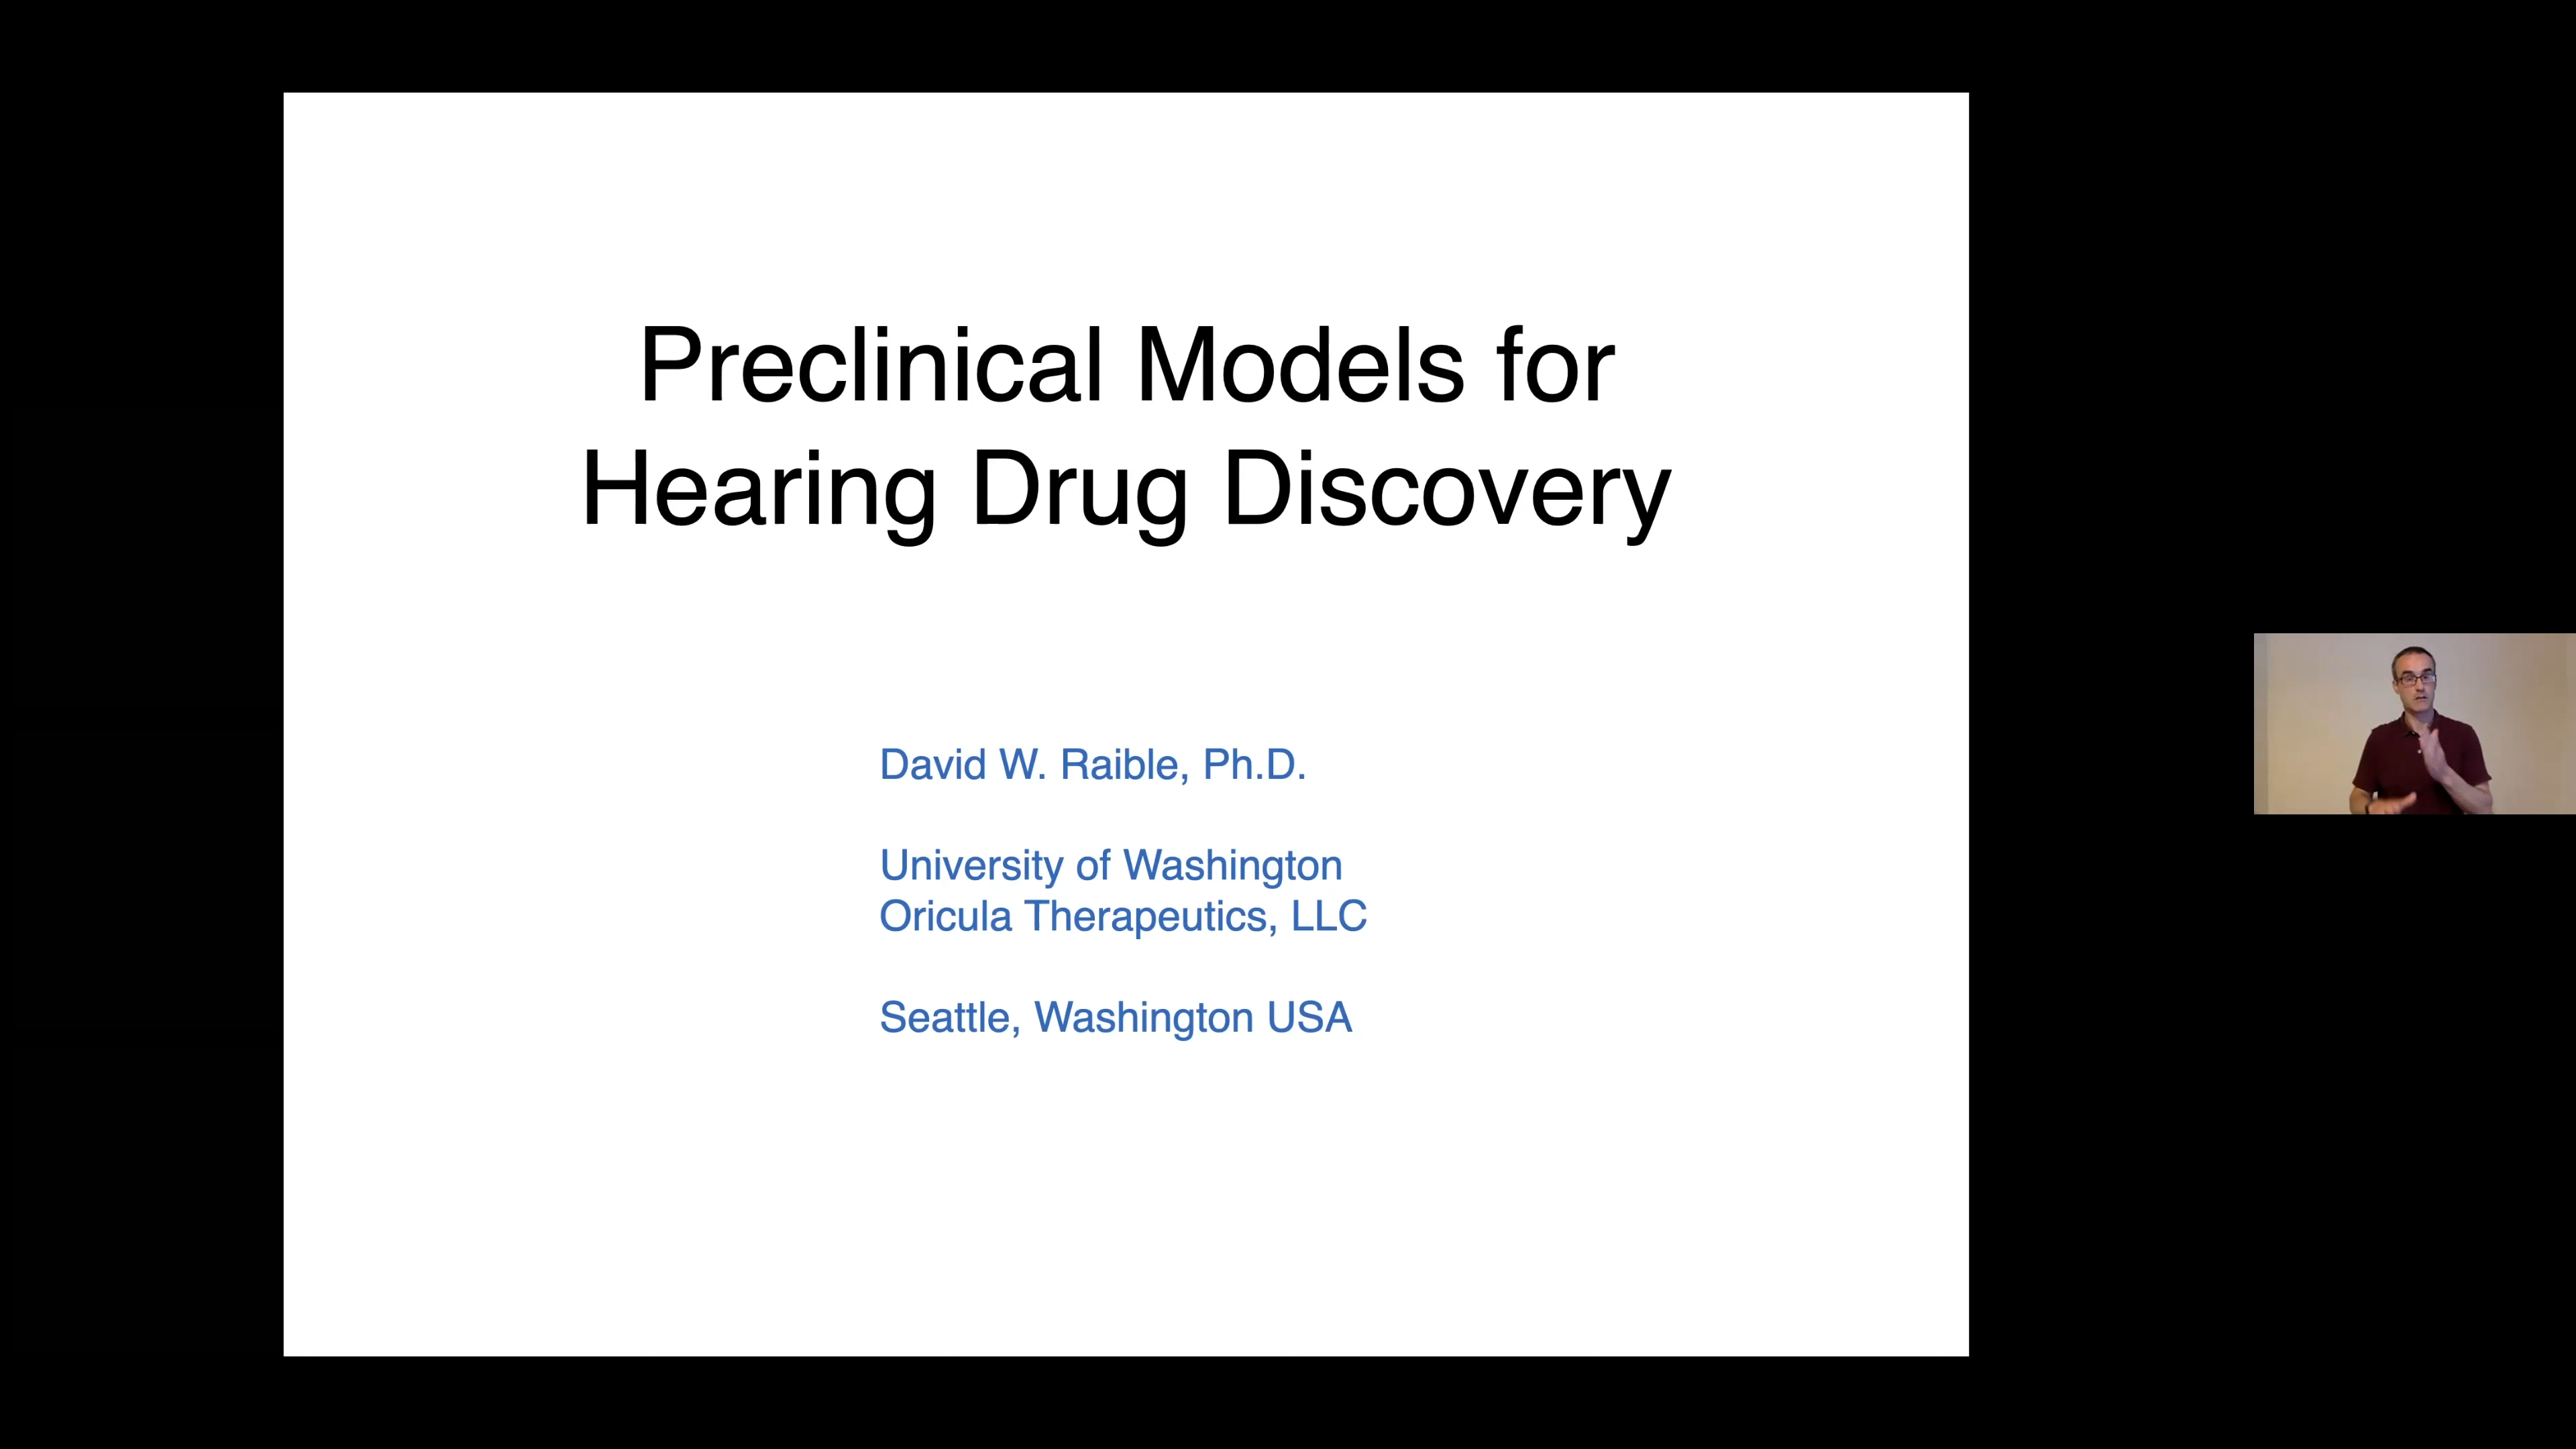 Preclinical Models for
Hearing Drug Discovery
David W. Raible, Ph.D.
University of Washington
Oricula Therapeutics, LLC
Seattle, Washington USA